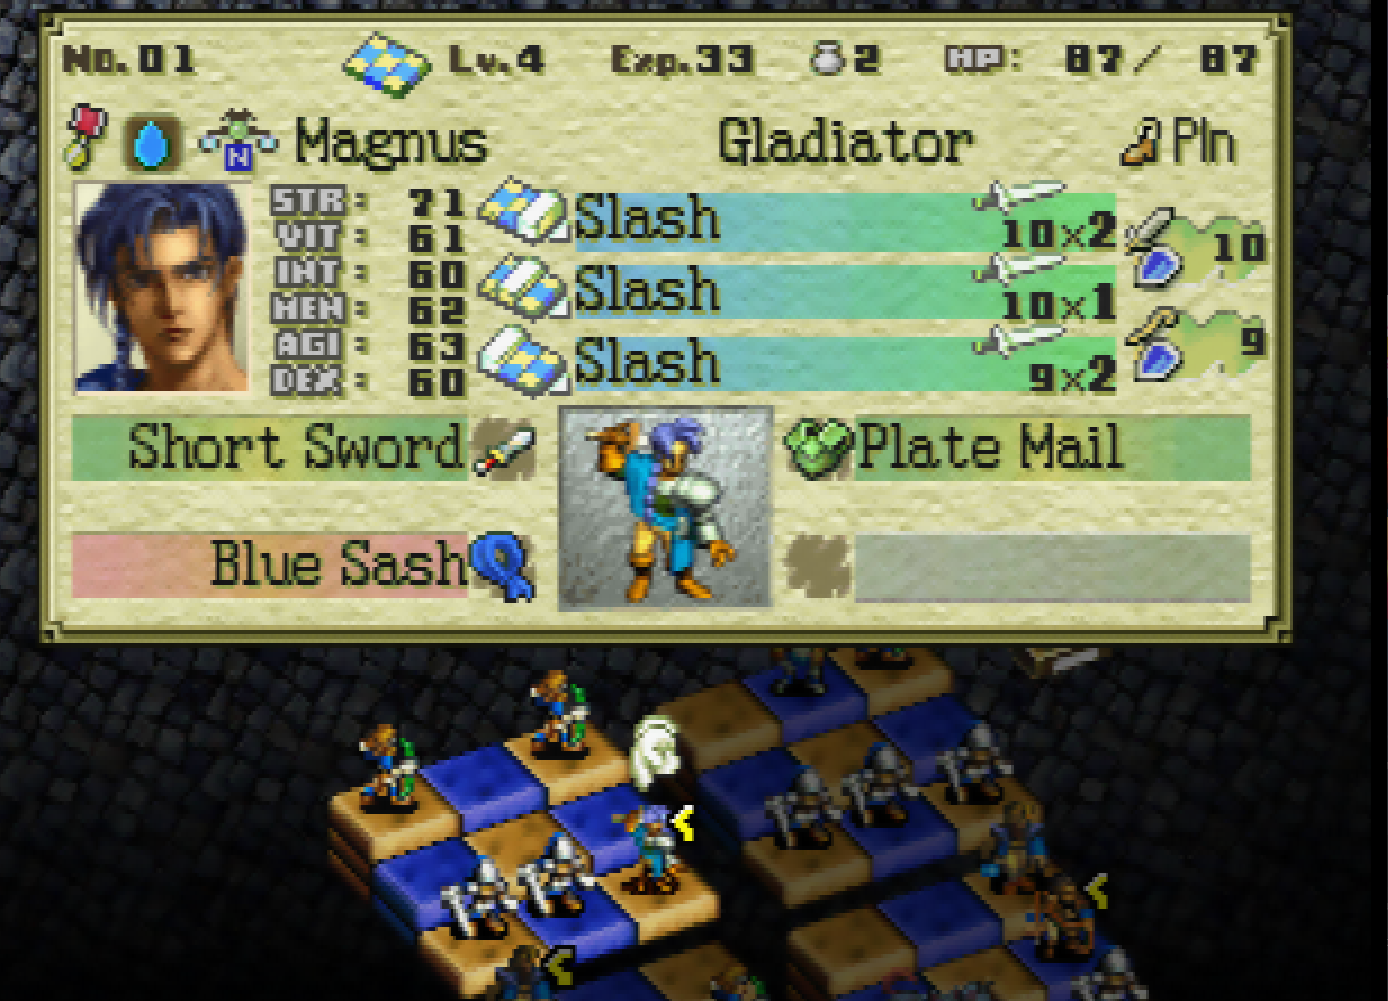 No.01 Lv.4 Exp.33 2 HP: 87/ 87
N Magnus Gladiator Pln
STR: 71 Slash 10×2 10
VIT: 61
INT: 60 Slash 10×1
MEN: 62
AGI: 63 Slash 9×2 9
DEX: 60
Short Sword Plate Mail
Blue Sash